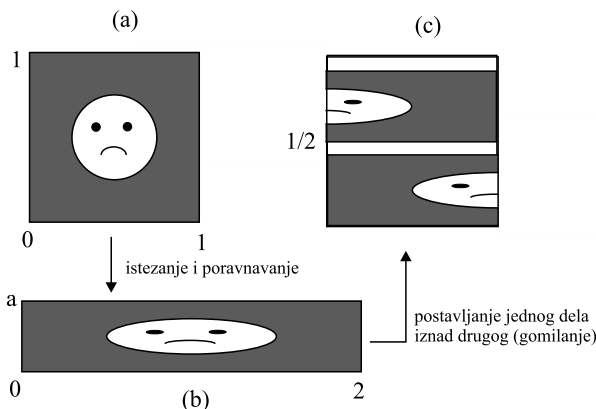 (a)
(c)
1
1/2
0
1
istezanje i poravnavanje
a
postavljanje jednog dela
iznad drugog (gomilanje)
0
(b)
2